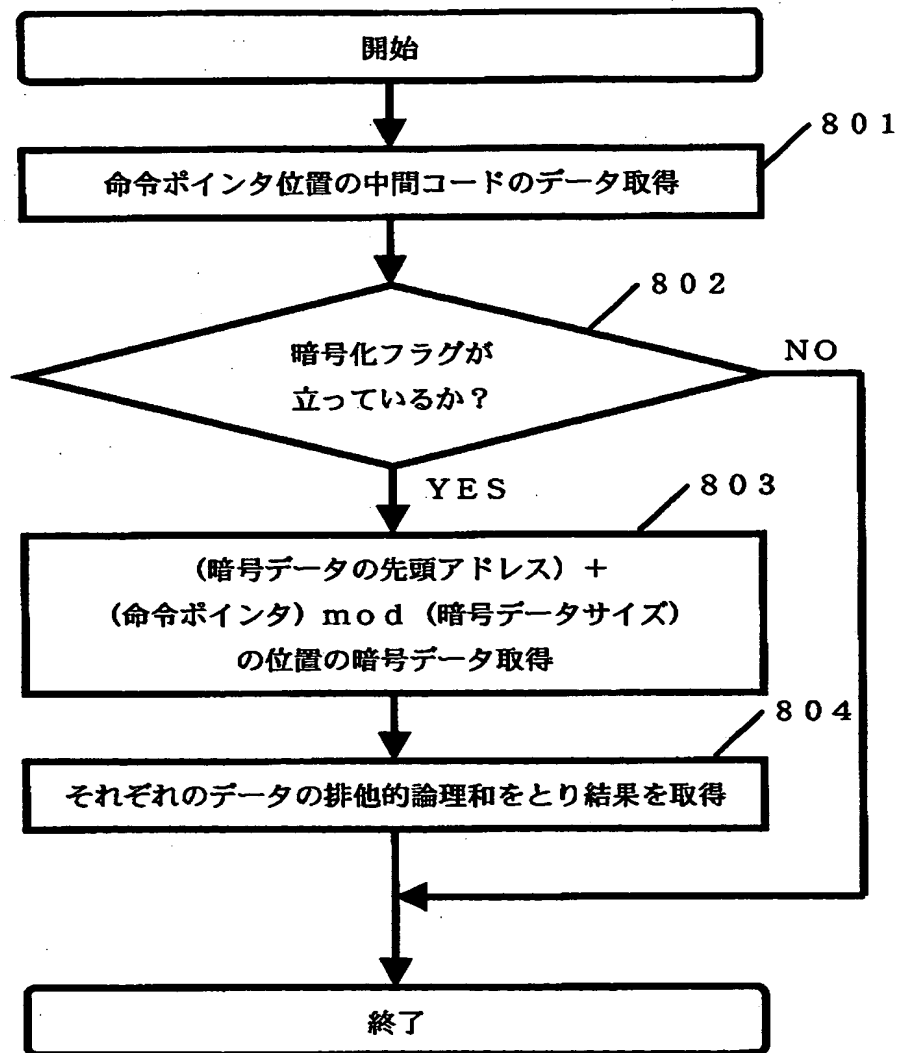 開始
801
命令ポインタ位置の中間コードのデータ取得
802
暗号化フラグが
立っているか？
NO
YES
803
(暗号データの先頭アドレス) +
(命令ポインタ) mod (暗号データサイズ)
の位置の暗号データ取得
804
それぞれのデータの排他的論理和をとり結果を取得
終了